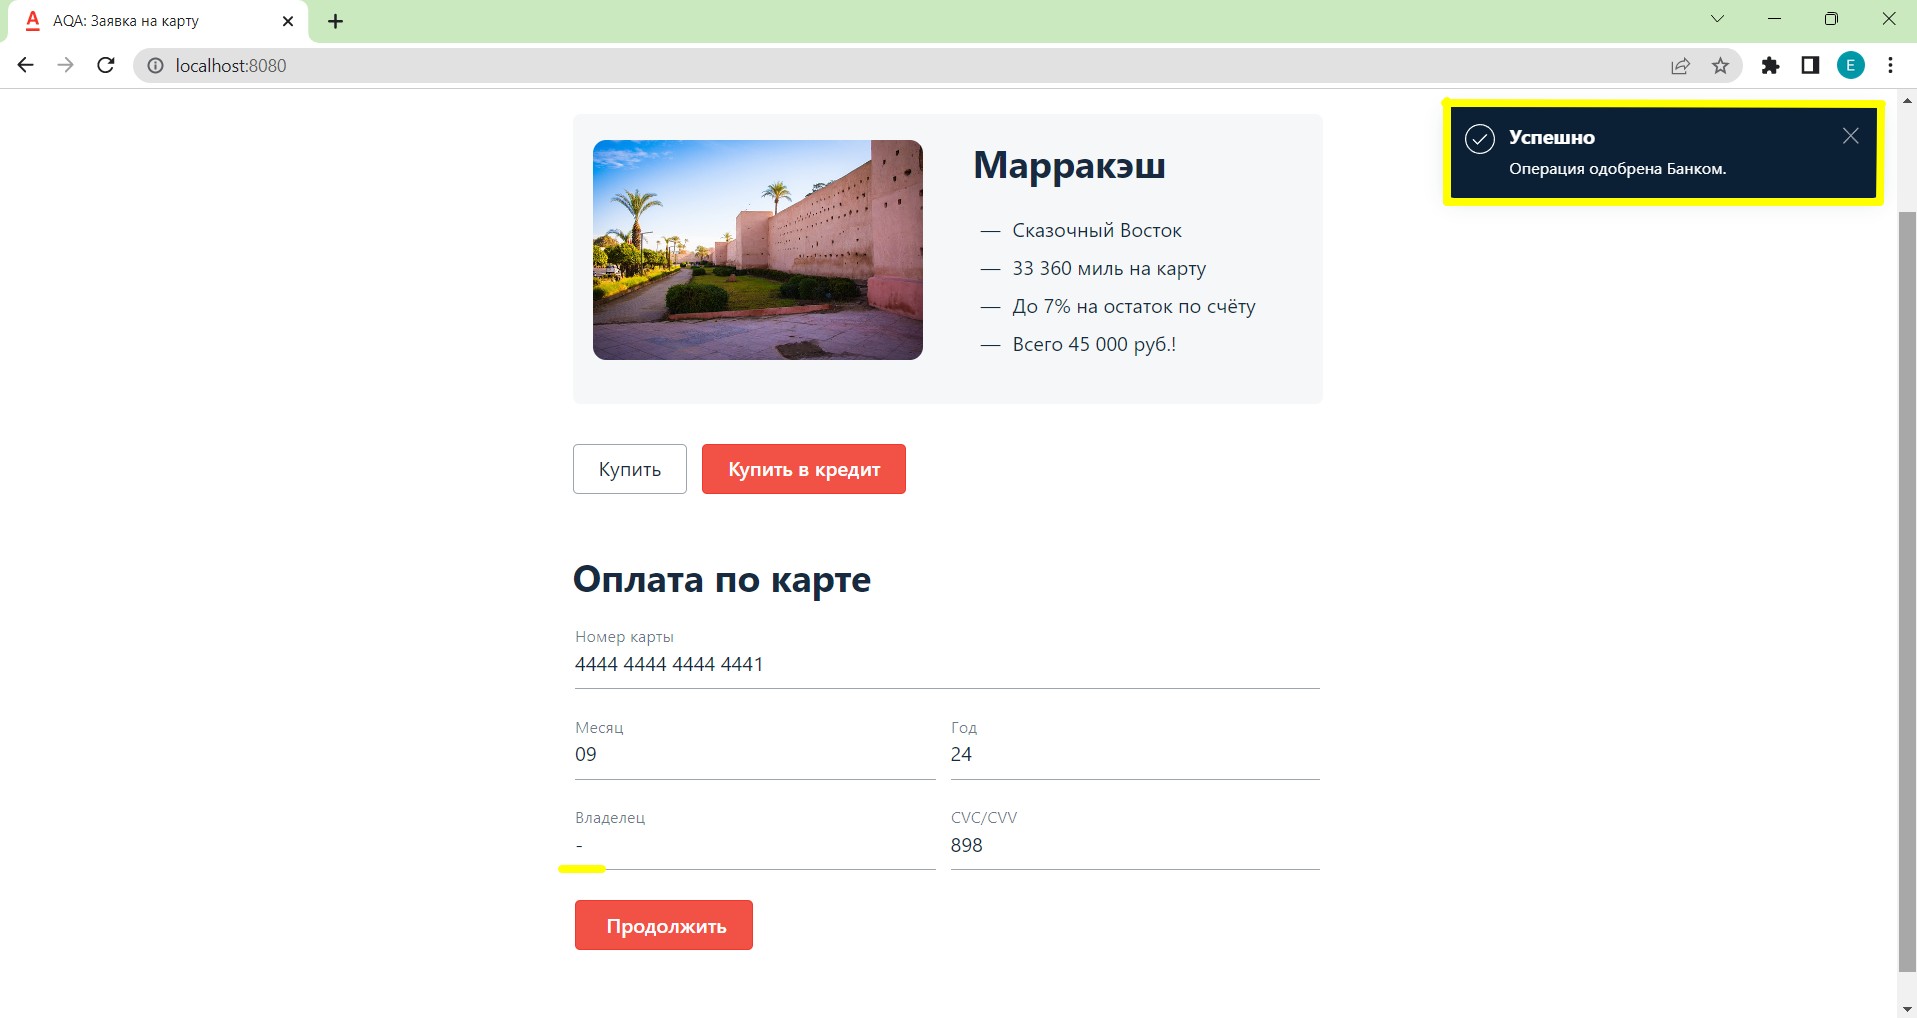 AQA: Заявка на карту
localhost:8080
E
Успешно
Операция одобрена Банком.
Марракэш
— Сказочный Восток
— 33 360 миль на карту
— До 7% на остаток по счёту
— Всего 45 000 руб.!
Купить
Купить в кредит
Оплата по карте
Номер карты
4444 4444 4444 4441
Месяц
Год
09
24
Владелец
CVC/CVV
-
898
Продолжить